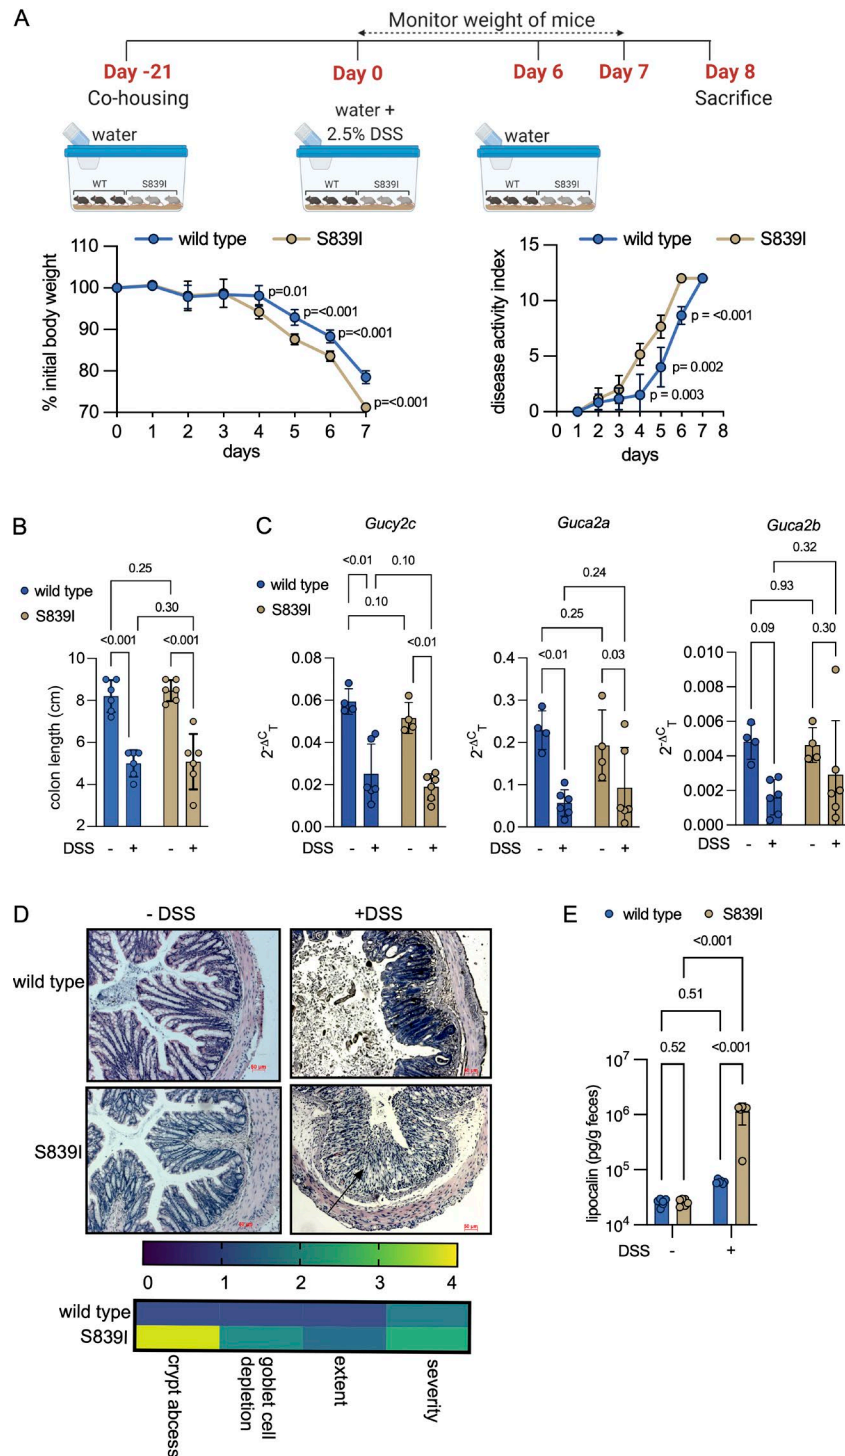 A
Monitor weight of mice
Day -21
Day 0
Day 6
Day 7
Day 8
Co-housing
water +
2.5% DSS
Sacrifice
water
water
WT
S839I
WT
S839I
WT
S839I
wild type
S839I
% initial body weight
110
100
90
80
70
p=0.01
p=<0.001
p=<0.001
p=<0.001
0 1 2 3 4 5 6 7
days
wild type
S839I
disease activity index
15
10
5
0
p = <0.001
p= 0.002
p = 0.003
0 1 2 3 4 5 6 7 8
days
B
wild type
S839I
0.25
0.30
<0.001
<0.001
colon length (cm)
10
8
6
4
2
DSS - + - +
C
wild type
S839I
Gucy2c
<0.01
0.10
0.10
<0.01
2-ΔCT
0.08
0.06
0.04
0.02
0.00
DSS - + - +
Guca2a
0.24
0.25
<0.01
0.03
2-ΔCT
0.4
0.3
0.2
0.1
0.0
DSS - + - +
Guca2b
0.32
0.93
0.09
0.30
2-ΔCT
0.010
0.008
0.006
0.004
0.002
0.000
DSS - + - +
D
- DSS
+DSS
wild type
S839I
0 1 2 3 4
wild type
S839I
crypt abcess
goblet cell
depletion
extent
severity
E
wild type
S839I
<0.001
0.51
0.52
<0.001
lipocalin (pg/g feces)
10⁷
10⁶
10⁵
10⁴
DSS - +